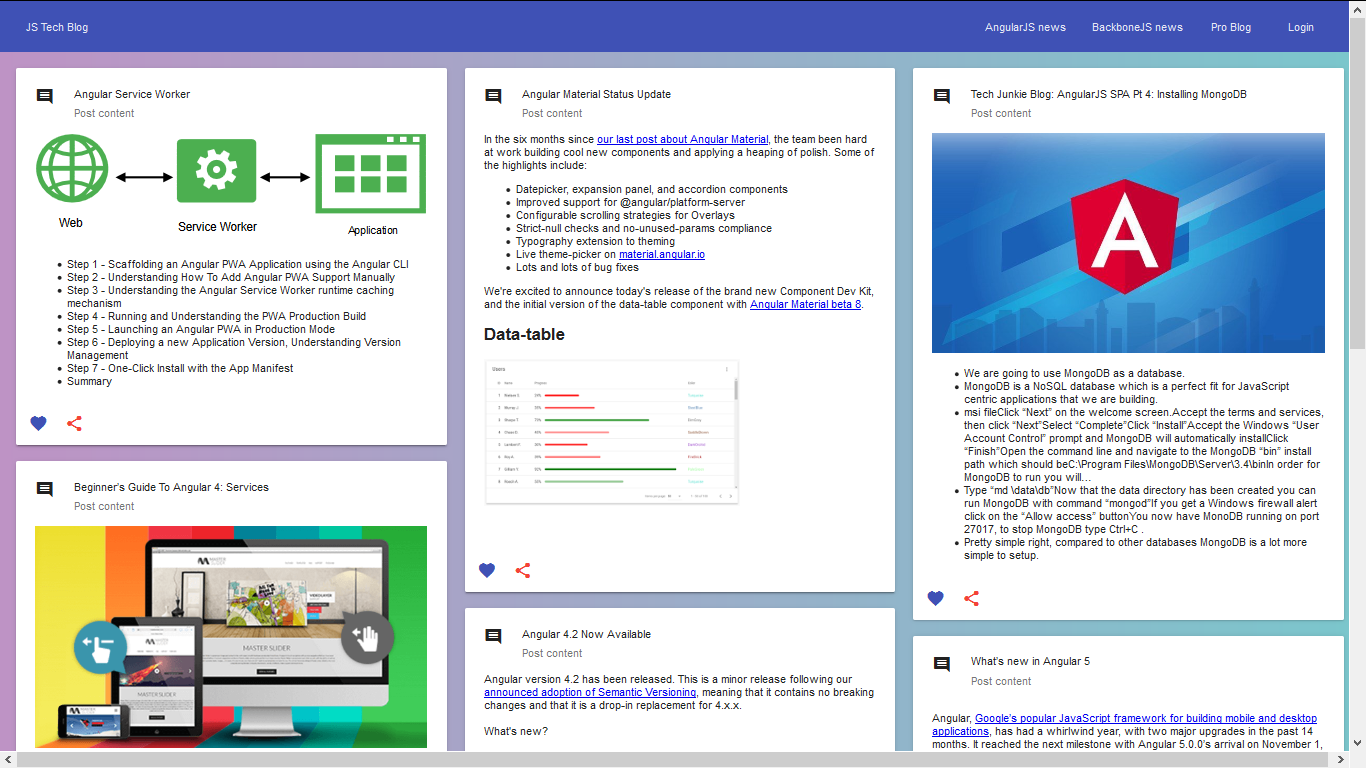 JS Tech Blog
AngularJS news
BackboneJS news
Pro Blog
Login
Angular Service Worker
Post content
Web
Service Worker
Application
Step 1 - Scaffolding an Angular PWA Application using the Angular CLI
Step 2 - Understanding How To Add Angular PWA Support Manually
Step 3 - Understanding the Angular Service Worker runtime caching
mechanism
Step 4 - Running and Understanding the PWA Production Build
Step 5 - Launching an Angular PWA in Production Mode
Step 6 - Deploying a new Application Version, Understanding Version
Management
Step 7 - One-Click Install with the App Manifest
Summary
Beginner's Guide To Angular 4: Services
Post content
MASTER SLIDER
MASTER SLIDER
Angular Material Status Update
Post content
In the six months since our last post about Angular Material, the team been hard
at work building cool new components and applying a heaping of polish. Some of
the highlights include:
Datepicker, expansion panel, and accordion components
Improved support for @angular/platform-server
Configurable scrolling strategies for Overlays
Strict-null checks and no-unused-params compliance
Typography extension to theming
Live theme-picker on material.angular.io
Lots and lots of bug fixes
We're excited to announce today's release of the brand new Component Dev Kit,
and the initial version of the data-table component with Angular Material beta 8.
Data-table
Users
Name
Progress
Color
Angular 4.2 Now Available
Post content
Angular version 4.2 has been released. This is a minor release following our
announced adoption of Semantic Versioning, meaning that it contains no breaking
changes and that it is a drop-in replacement for 4.x.x.
What's new?
Tech Junkie Blog: AngularJS SPA Pt 4: Installing MongoDB
Post content
A
We are going to use MongoDB as a database.
MongoDB is a NoSQL database which is a perfect fit for JavaScript
centric applications that we are building.
msi fileClick “Next” on the welcome screen.Accept the terms and services,
then click “Next”Select “Complete”Click “Install”Accept the Windows “User
Account Control” prompt and MongoDB will automatically installClick
“Finish”Open the command line and navigate to the MongoDB “bin” install
path which should beC:\Program Files\MongoDB\Server\3.4\binIn order for
MongoDB to run you will...
Type “md \data\db”Now that the data directory has been created you can
run MongoDB with command “mongod”If you get a Windows firewall alert
click on the “Allow access” buttonYou now have MonoDB running on port
27017, to stop MongoDB type Ctrl+C .
Pretty simple right, compared to other databases MongoDB is a lot more
simple to setup.
What's new in Angular 5
Post content
Angular, Google's popular JavaScript framework for building mobile and desktop
applications, has had a whirlwind year, with two major upgrades in the past 14
months. It reached the next milestone with Angular 5.0.0's arrival on November 1,